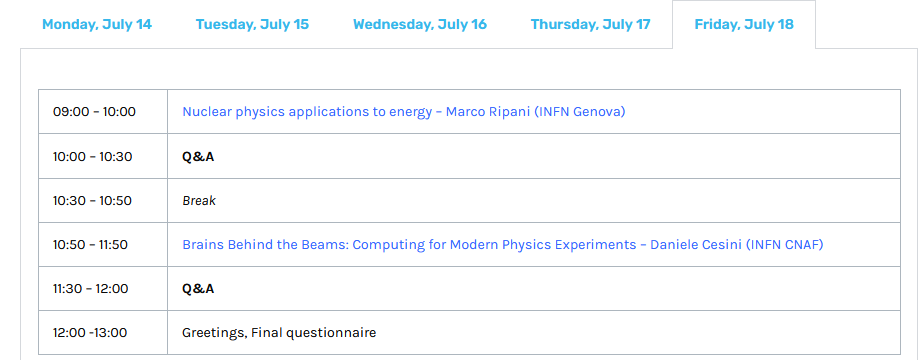 Monday, July 14 Tuesday, July 15 Wednesday, July 16 Thursday, July 17 Friday, July 18
09:00 – 10:00 Nuclear physics applications to energy – Marco Ripani (INFN Genova)
10:00 – 10:30 Q&A
10:30 – 10:50 Break
10:50 – 11:50 Brains Behind the Beams: Computing for Modern Physics Experiments – Daniele Cesini (INFN CNAF)
11:30 – 12:00 Q&A
12:00 -13:00 Greetings, Final questionnaire